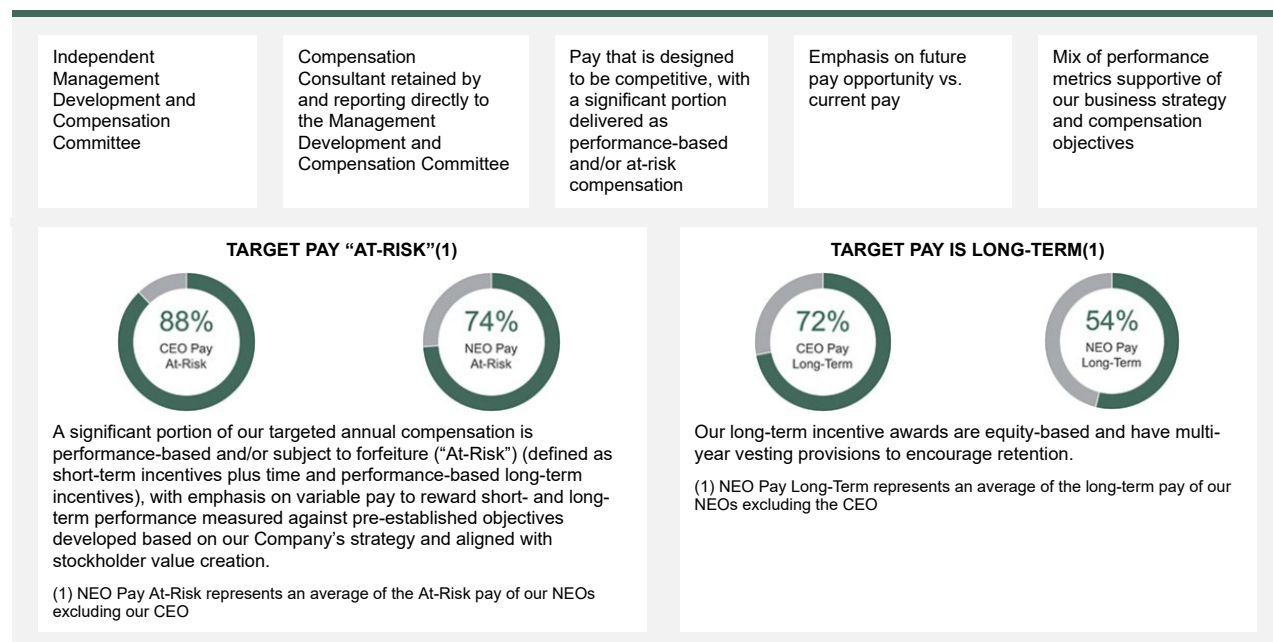 Independent
Management
Development and
Compensation
Committee
Compensation
Consultant retained by
and reporting directly to
the Management
Development and
Compensation Committee
Pay that is designed
to be competitive, with
a significant portion
delivered as
performance-based
and/or at-risk
compensation
Emphasis on future
pay opportunity vs.
current pay
Mix of performance
metrics supportive of
our business strategy
and compensation
objectives
TARGET PAY “AT-RISK”(1)
88%
CEO Pay
At-Risk
74%
NEO Pay
At-Risk
A significant portion of our targeted annual compensation is
performance-based and/or subject to forfeiture (“At-Risk”) (defined as
short-term incentives plus time and performance-based long-term
incentives), with emphasis on variable pay to reward short- and long-
term performance measured against pre-established objectives
developed based on our Company’s strategy and aligned with
stockholder value creation.
(1) NEO Pay At-Risk represents an average of the At-Risk pay of our NEOs
excluding our CEO
TARGET PAY IS LONG-TERM(1)
72%
CEO Pay
Long-Term
54%
NEO Pay
Long-Term
Our long-term incentive awards are equity-based and have multi-
year vesting provisions to encourage retention.
(1) NEO Pay Long-Term represents an average of the long-term pay of our
NEOs excluding the CEO